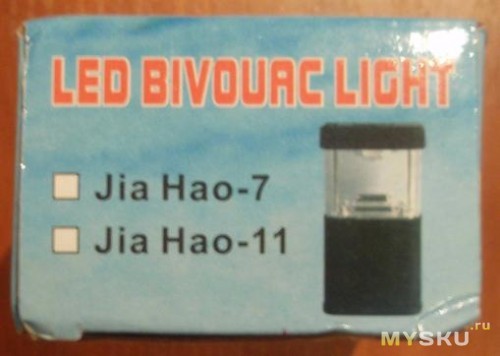 LED BIVOUAC LIGHT
Jia Hao-7
Jia Hao-11
MYSKU.ru